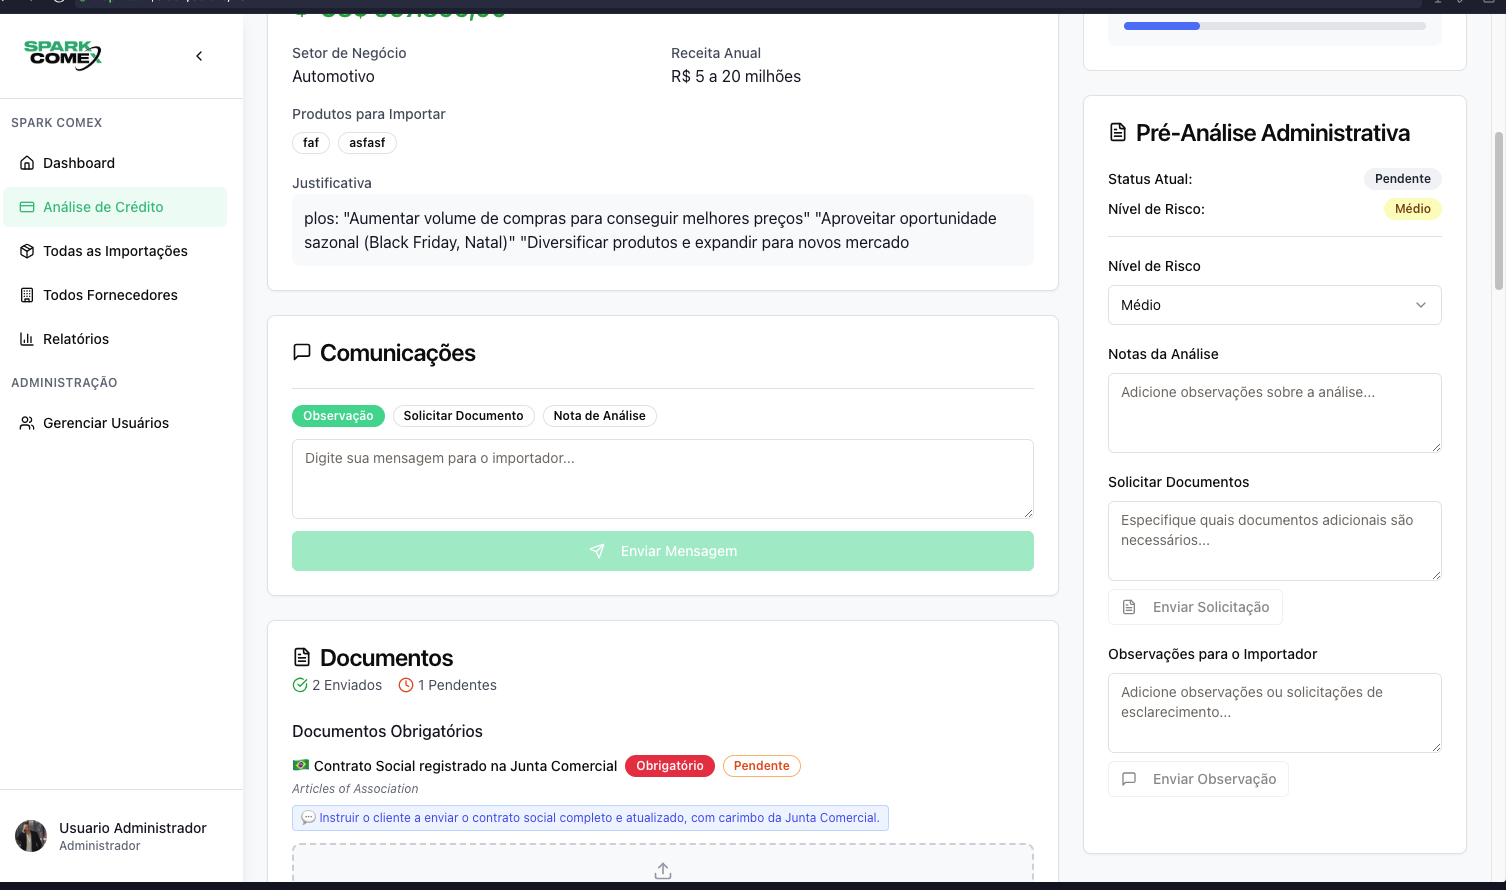 SPARK
COMEX
SPARK COMEX
Dashboard
Análise de Crédito
Todas as Importações
Todos Fornecedores
Relatórios
ADMINISTRAÇÃO
Gerenciar Usuários
Usuario Administrador
Administrador
Setor de Negócio
Automotivo
Receita Anual
R$ 5 a 20 milhões
Produtos para Importar
faf
asfasf
Justificativa
plos: "Aumentar volume de compras para conseguir melhores preços" "Aproveitar oportunidade
sazonal (Black Friday, Natal)" "Diversificar produtos e expandir para novos mercado
Comunicações
Observação
Solicitar Documento
Nota de Análise
Digite sua mensagem para o importador...
Enviar Mensagem
Documentos
2 Enviados
1 Pendentes
Documentos Obrigatórios
🇧🇷 Contrato Social registrado na Junta Comercial
Obrigatório
Pendente
Articles of Association
💬 Instruir o cliente a enviar o contrato social completo e atualizado, com carimbo da Junta Comercial.
Pré-Análise Administrativa
Status Atual:
Pendente
Nível de Risco:
Médio
Nível de Risco
Médio
Notas da Análise
Adicione observações sobre a análise...
Solicitar Documentos
Especifique quais documentos adicionais são
necessários...
Enviar Solicitação
Observações para o Importador
Adicione observações ou solicitações de
esclarecimento...
Enviar Observação